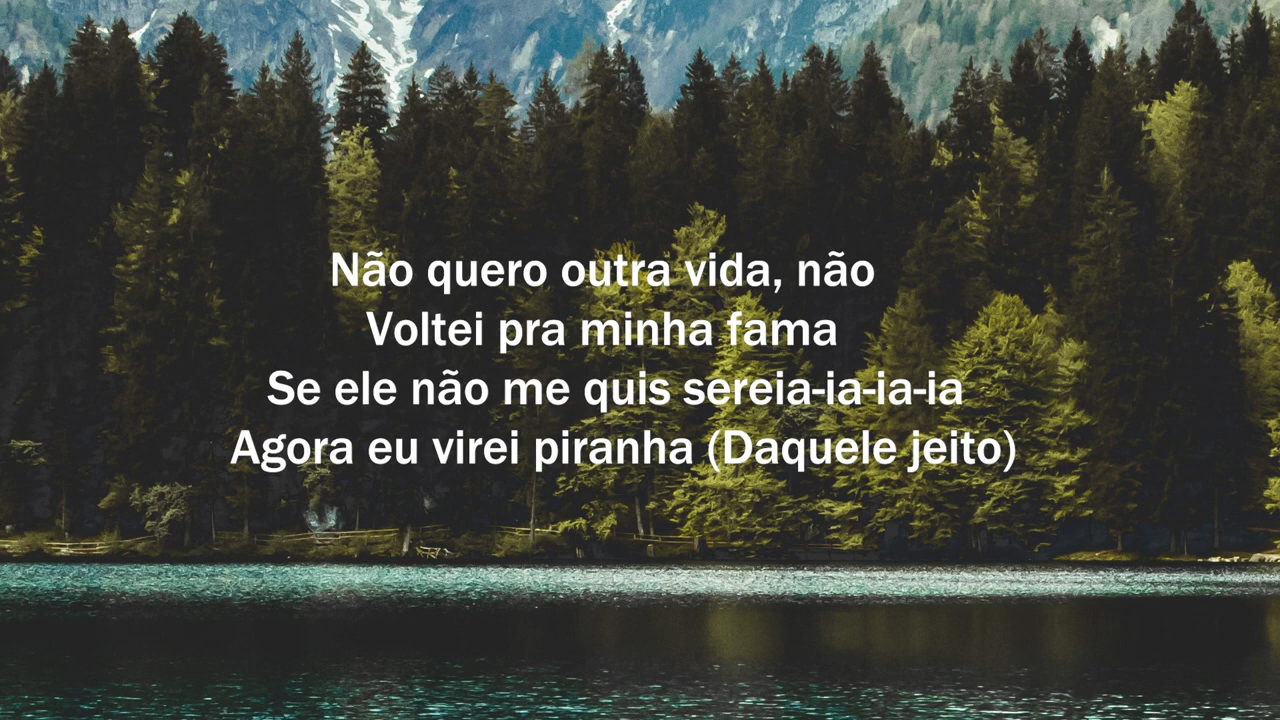 Não quero outra vida, não
Voltei pra minha fama
Se ele não me quis sereia-ia-ia-ia
Agora eu virei piranha (Daquele jeito)